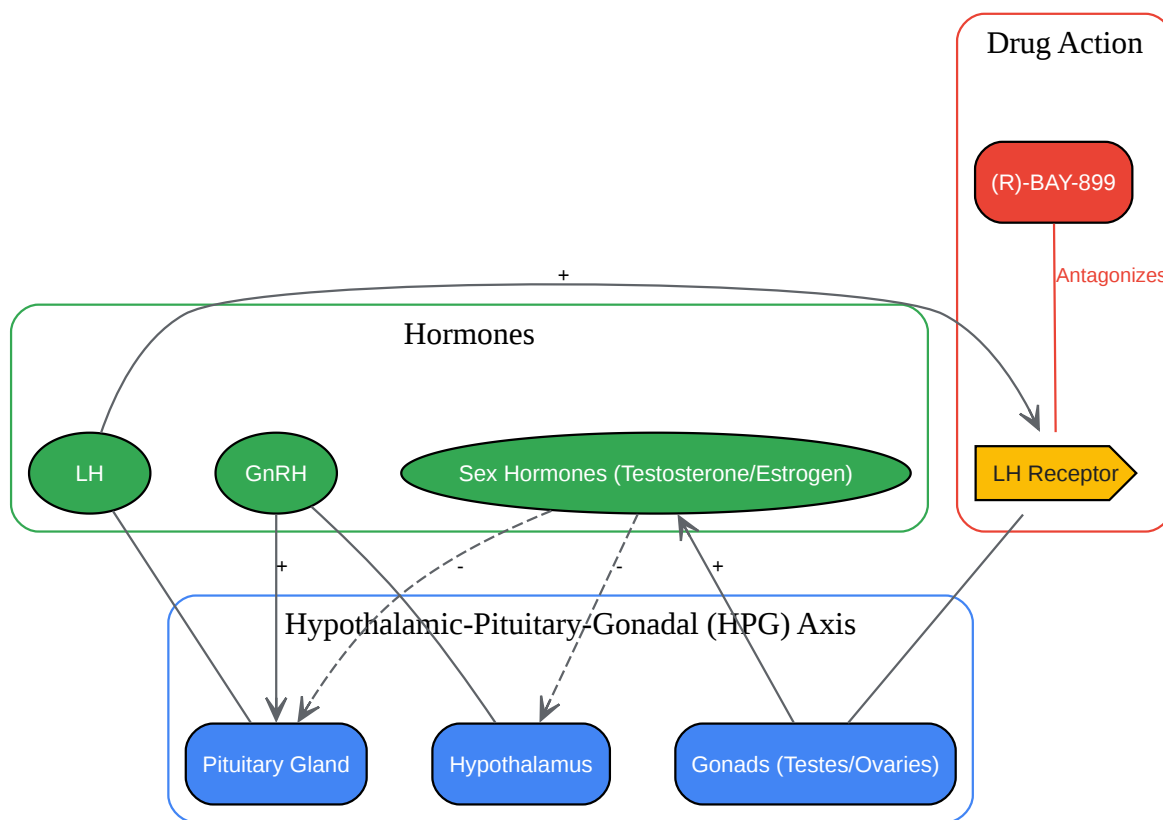 Drug Action
(R)-BAY-899
+
Antagonizes
Hormones
LH
GnRH
Sex Hormones (Testosterone/Estrogen)
LH Receptor
+
-
-
+
Hypothalamic-Pituitary-Gonadal (HPG) Axis
Pituitary Gland
Hypothalamus
Gonads (Testes/Ovaries)